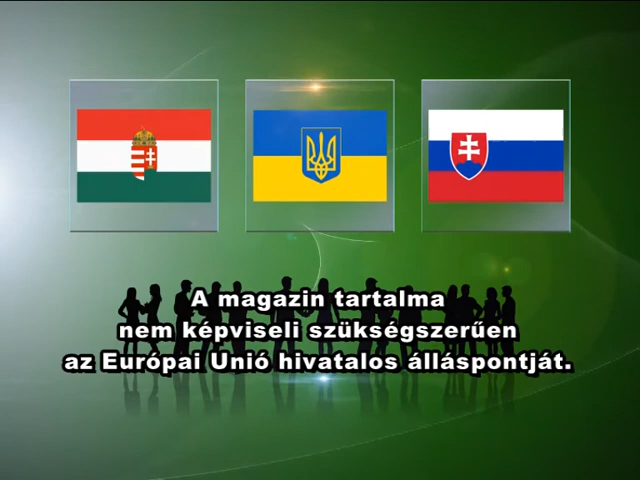 A magazin tartalma
nem képviseli szükségszerűen
az Európai Unió hivatalos álláspontját.